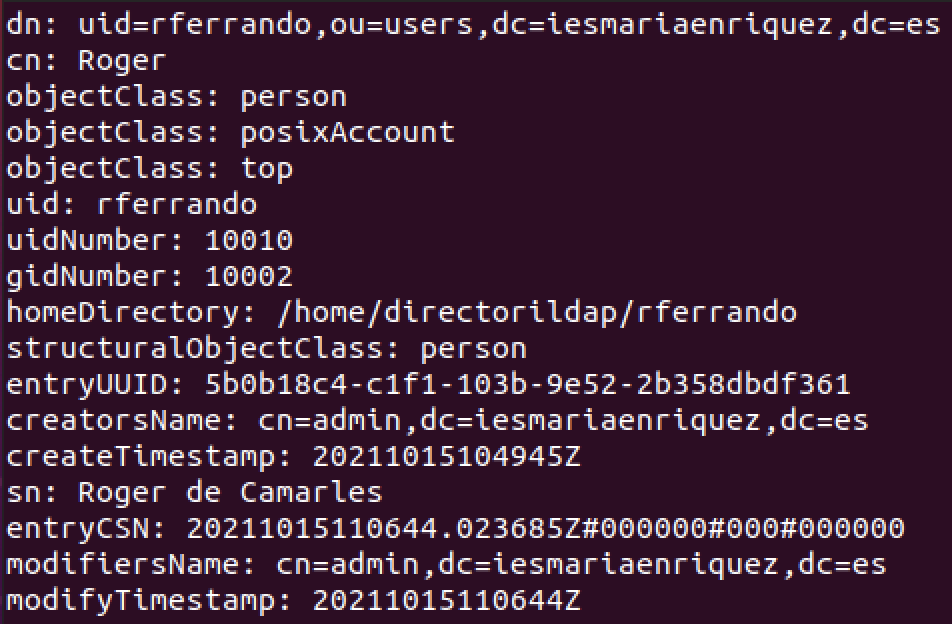 dn: uid=rferrando,ou=users,dc=iesmariaenriquez,dc=es
cn: Roger
objectClass: person
objectClass: posixAccount
objectClass: top
uid: rferrando
uidNumber: 10010
gidNumber: 10002
homeDirectory: /home/directorildap/rferrando
structuralObjectClass: person
entryUUID: 5b0b18c4-c1f1-103b-9e52-2b358dbdf361
creatorsName: cn=admin,dc=iesmariaenriquez,dc=es
createTimestamp: 20211015104945Z
sn: Roger de Camarles
entryCSN: 20211015110644.023685Z#000000#000#000000
modifiersName: cn=admin,dc=iesmariaenriquez,dc=es
modifyTimestamp: 20211015110644Z